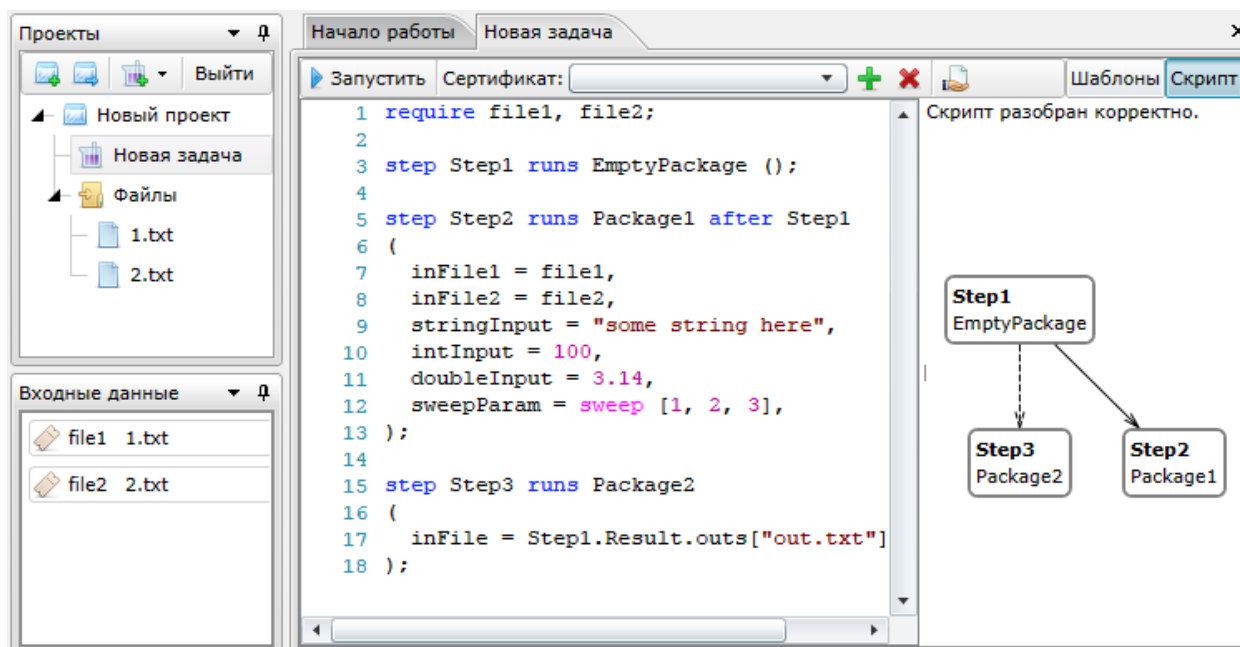 Проекты
Выйти
Новый проект
Новая задача
Файлы
1.txt
2.txt
Входные данные
file1 1.txt
file2 2.txt
Начало работы
Новая задача
Запустить
Сертификат:
Шаблоны
Скрипт
1 require file1, file2;
2
3 step Step1 runs EmptyPackage ();
4
5 step Step2 runs Package1 after Step1
6 (
7 inFile1 = file1,
8 inFile2 = file2,
9 stringInput = "some string here",
10 intInput = 100,
11 doubleInput = 3.14,
12 sweepParam = sweep [1, 2, 3],
13 );
14
15 step Step3 runs Package2
16 (
17 inFile = Step1.Result.outs["out.txt"]
18 );
Скрипт разобран корректно.
Step1
EmptyPackage
Step3
Package2
Step2
Package1